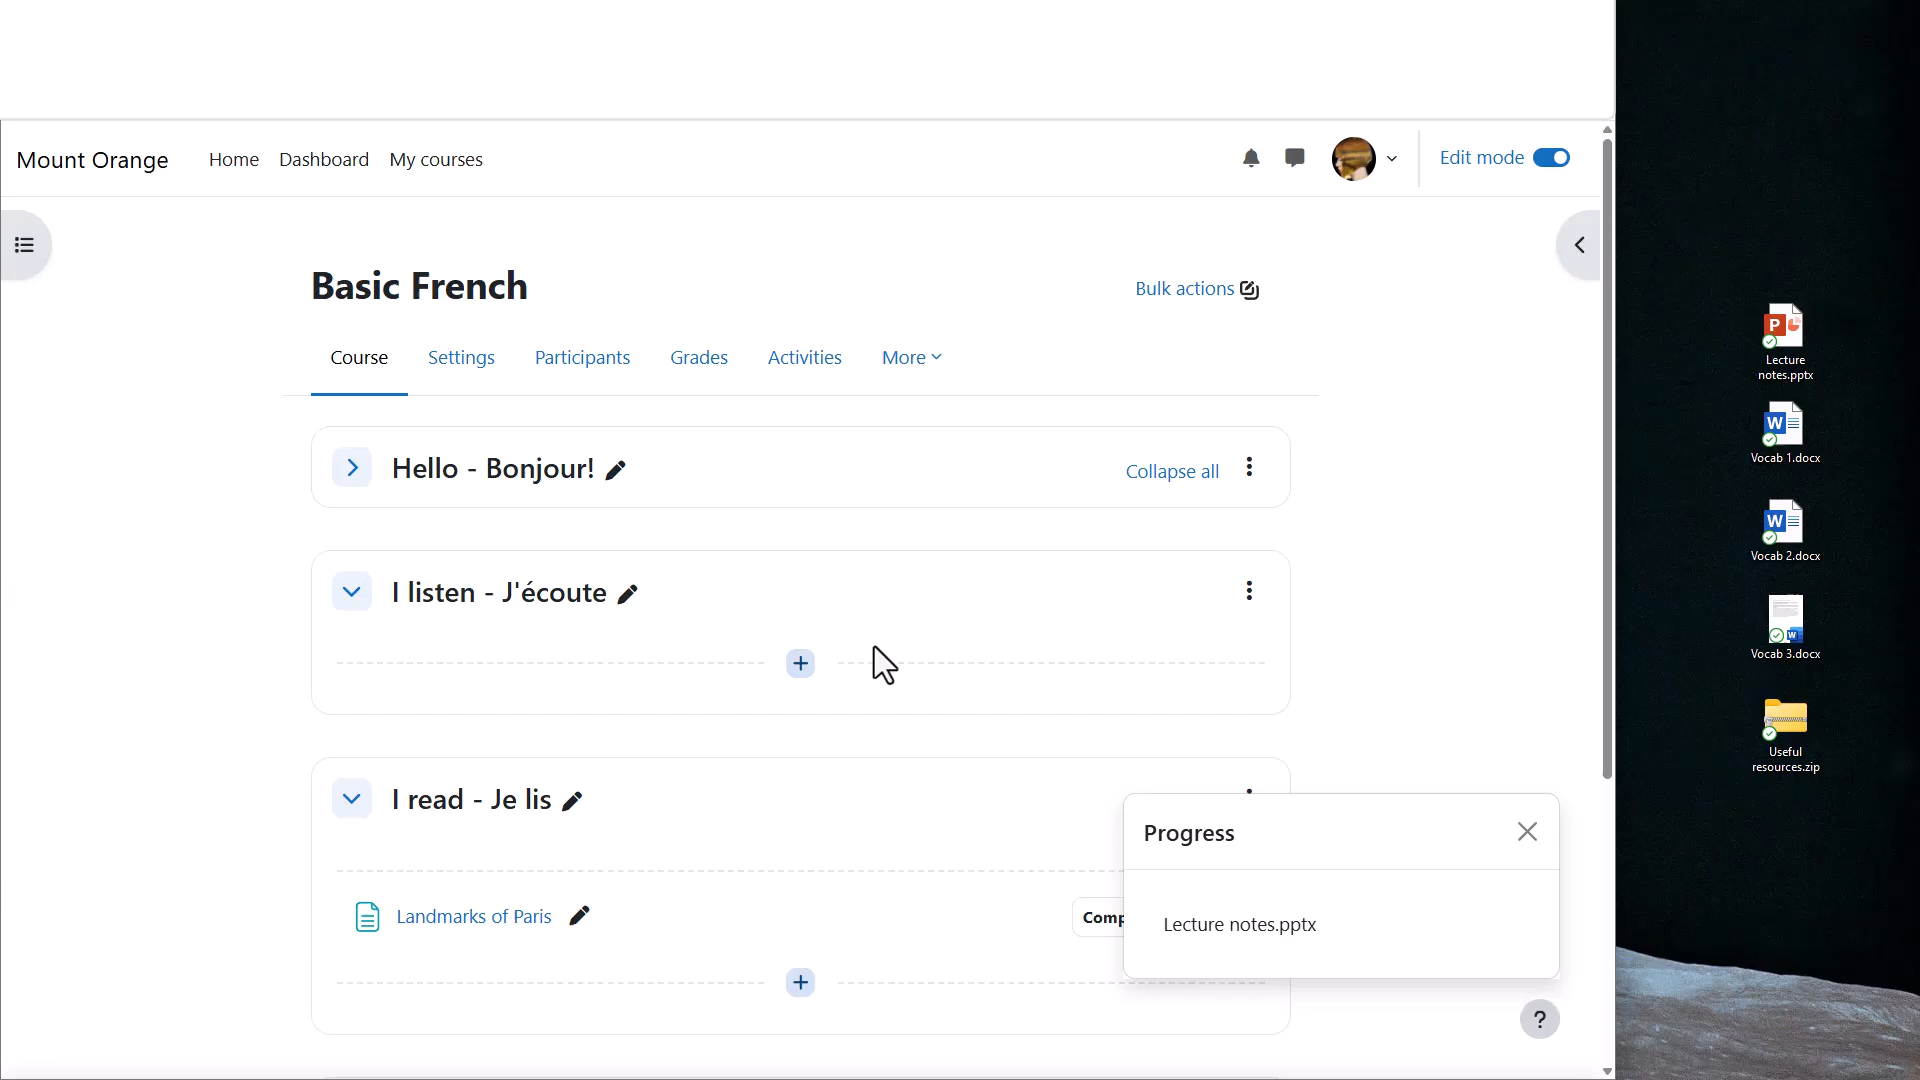 Mount Orange
Home
Dashboard
My courses
Edit mode
Basic French
Bulk actions
Course
Settings
Participants
Grades
Activities
More
Hello - Bonjour!
Collapse all
I listen - J'écoute
I read - Je lis
Landmarks of Paris
Comp
Progress
Lecture notes.pptx
?
Lecture
notes.pptx
Vocab 1.docx
Vocab 2.docx
Vocab 3.docx
Useful
resources.zip